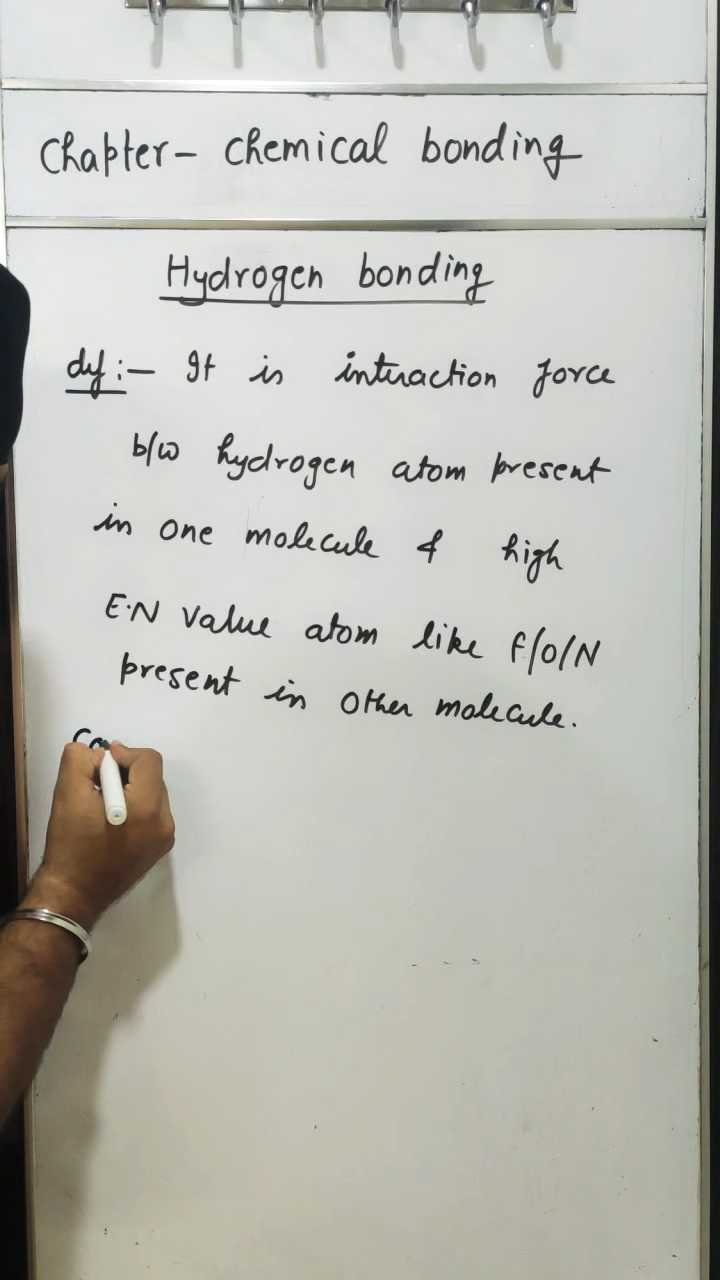 Chapter- Chemical bonding
Hydrogen bonding
def:- It is interaction force
b/w hydrogen atom present
in one molecule & high
E.N value atom like F/O/N
present in other molecule.